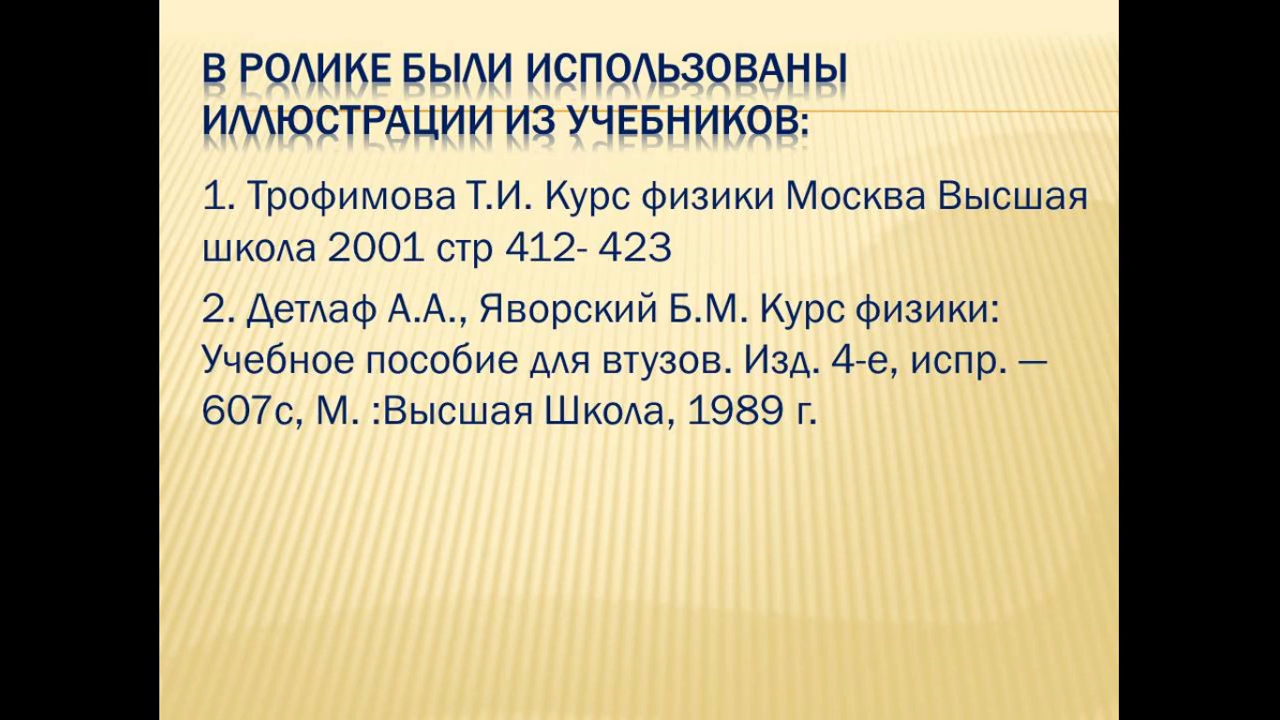 В РОЛИКЕ БЫЛИ ИСПОЛЬЗОВАНЫ
ИЛЛЮСТРАЦИИ ИЗ УЧЕБНИКОВ:
1. Трофимова Т.И. Курс физики Москва Высшая
школа 2001 стр 412- 423
2. Детлаф А.А., Яворский Б.М. Курс физики:
Учебное пособие для втузов. Изд. 4-е, испр. —
607с, М. :Высшая Школа, 1989 г.